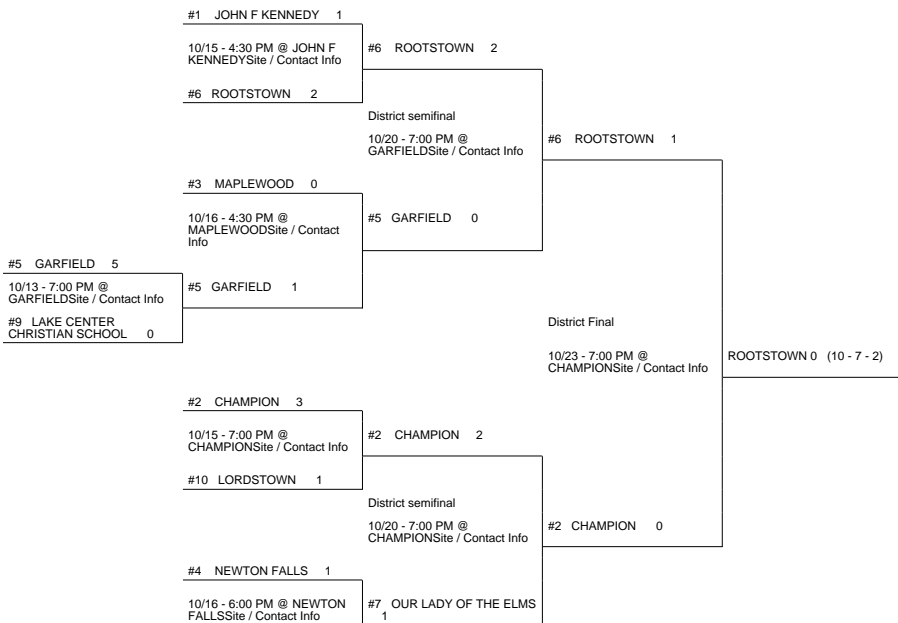 #1 JOHN F KENNEDY 1
10/15 - 4:30 PM @ JOHN F
KENNEDYSite / Contact Info
#6 ROOTSTOWN 2
#6 ROOTSTOWN 2
District semifinal
10/20 - 7:00 PM @
GARFIELDSite / Contact Info
#6 ROOTSTOWN 1
#3 MAPLEWOOD 0
10/16 - 4:30 PM @
MAPLEWOODSite / Contact
Info
#5 GARFIELD 0
#5 GARFIELD 5
10/13 - 7:00 PM @
GARFIELDSite / Contact Info
#9 LAKE CENTER
CHRISTIAN SCHOOL 0
#5 GARFIELD 1
District Final
10/23 - 7:00 PM @
CHAMPIONSite / Contact Info
ROOTSTOWN 0 (10 - 7 - 2)
#2 CHAMPION 3
10/15 - 7:00 PM @
CHAMPIONSite / Contact Info
#2 CHAMPION 2
#10 LORDSTOWN 1
District semifinal
10/20 - 7:00 PM @
CHAMPIONSite / Contact Info
#2 CHAMPION 0
#4 NEWTON FALLS 1
10/16 - 6:00 PM @ NEWTON
FALLSSite / Contact Info
#7 OUR LADY OF THE ELMS
1